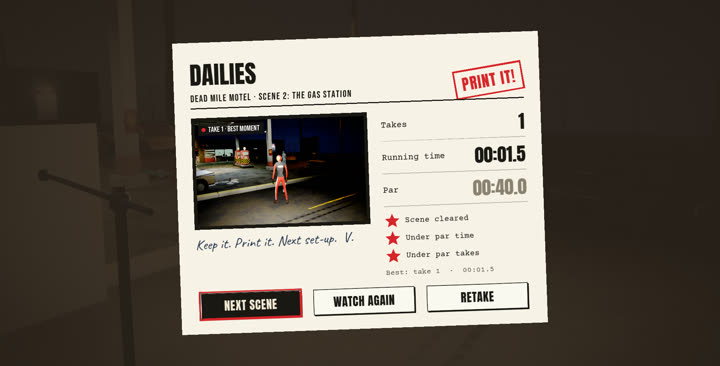 DAILIES
PRINT IT!
DEAD MILE MOTEL · SCENE 2: THE GAS STATION
TAKE 1 · BEST MOMENT
Takes 1
Running time 00:01.5
Par 00:40.0
Scene cleared
Under par time
Under par takes
Best: take 1 · 00:01.5
Keep it. Print it. Next set-up. V.
NEXT SCENE
WATCH AGAIN
RETAKE